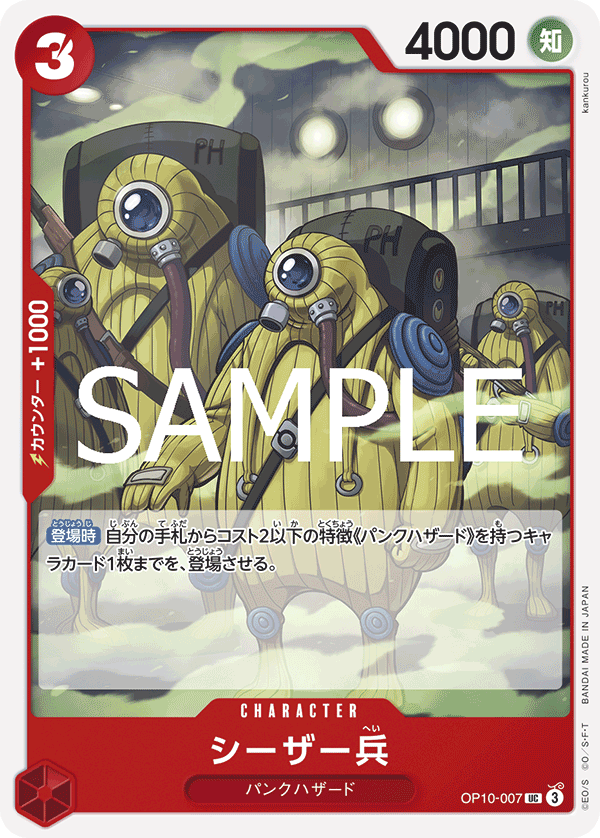 3
4000
知
kankurou
PH
PH
カウンター +1000
SAMPLE
登場時 自分の手札からコスト2以下の特徴《パンクハザード》を持つキャ
ラカード1枚までを、登場させる。
CHARACTER
シーザー兵
パンクハザード
OP10-007 UC 3
©E.O/S ©O/S・F・T BANDAI MADE IN JAPAN